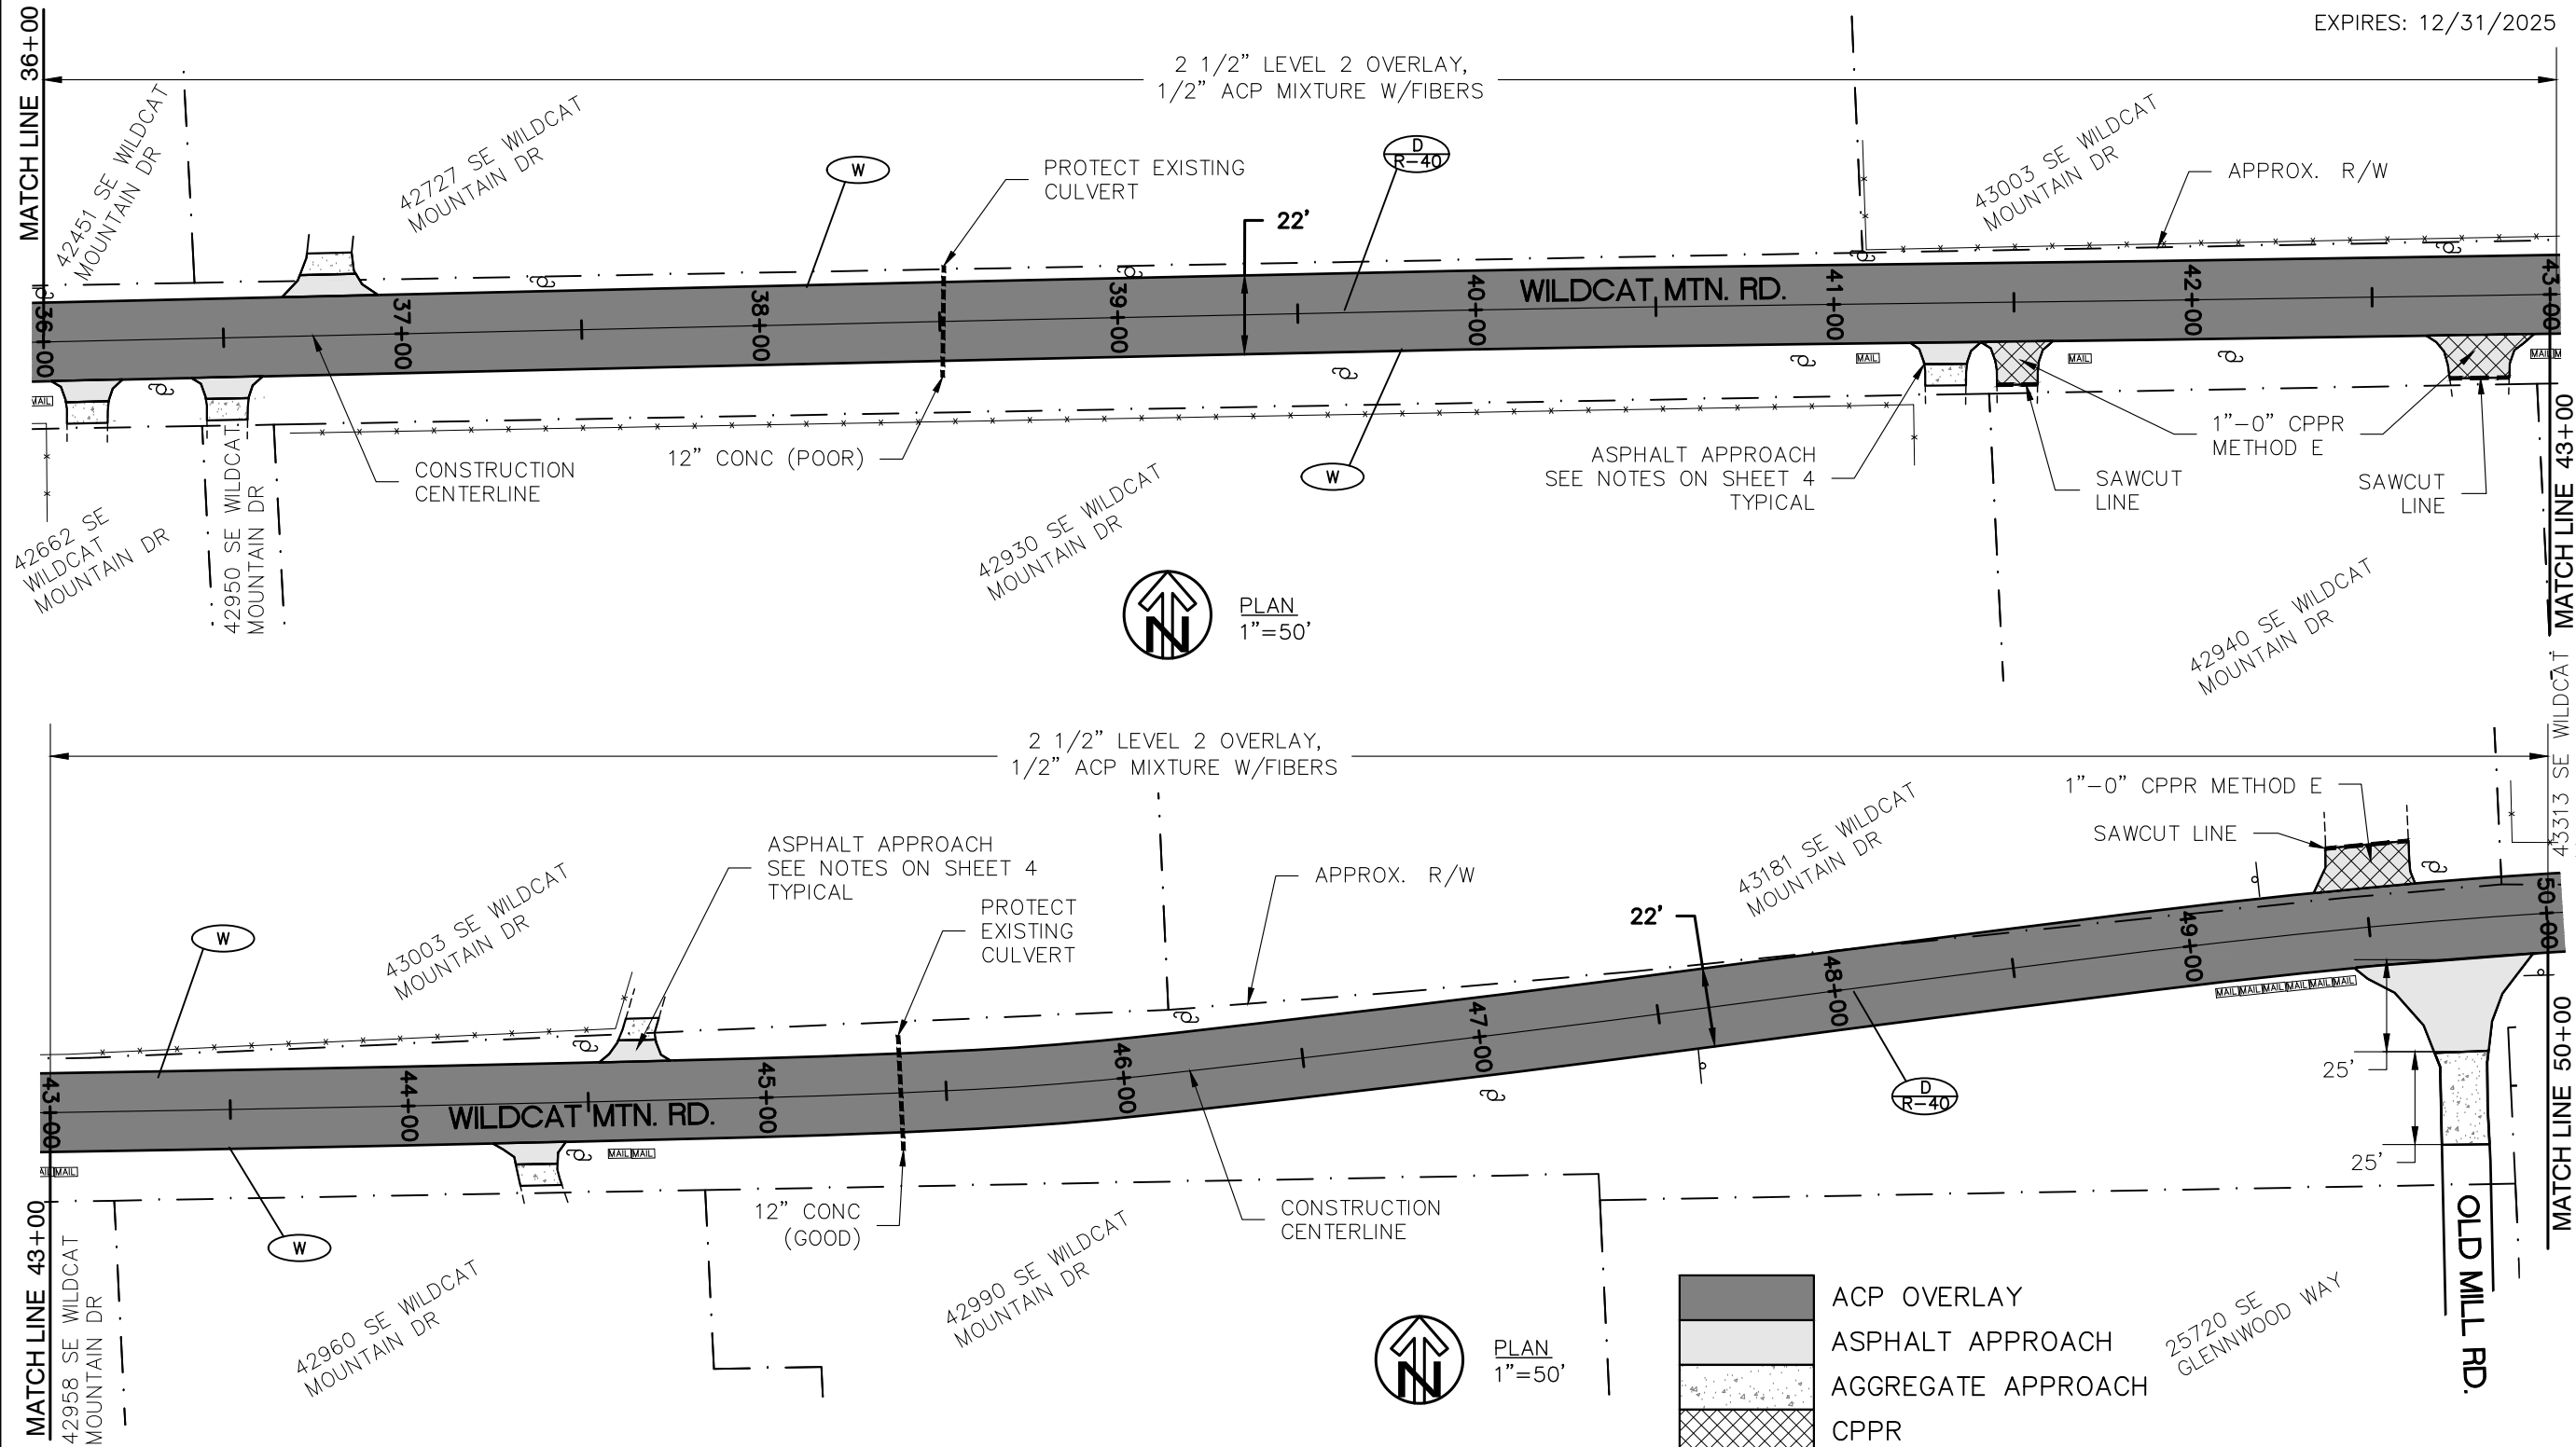 EXPIRES: 12/31/2025
MATCH LINE 36+00
2 1/2" LEVEL 2 OVERLAY,
1/2" ACP MIXTURE W/FIBERS
42451 SE WILDCAT
MOUNTAIN DR
42727 SE WILDCAT
MOUNTAIN DR
W
PROTECT EXISTING
CULVERT
D
R-40
22'
43003 SE WILDCAT
MOUNTAIN DR
APPROX. R/W
WILDCAT MTN. RD.
36+00
37+00
38+00
39+00
40+00
41+00
42+00
43+00
MAIL
MAIL
MAIL
MAIL
CONSTRUCTION
CENTERLINE
12" CONC (POOR)
W
ASPHALT APPROACH
SEE NOTES ON SHEET 4
TYPICAL
SAWCUT
LINE
1"-0" CPPR
METHOD E
SAWCUT
LINE
MATCH LINE 43+00
42662 SE
WILDCAT
MOUNTAIN DR
42950 SE WILDCAT
MOUNTAIN DR
42930 SE WILDCAT
MOUNTAIN DR
42940 SE WILDCAT
MOUNTAIN DR
N
PLAN
1"=50'
43313 SE WILDCAT
2 1/2" LEVEL 2 OVERLAY,
1/2" ACP MIXTURE W/FIBERS
1"-0" CPPR METHOD E
SAWCUT LINE
ASPHALT APPROACH
SEE NOTES ON SHEET 4
TYPICAL
PROTECT
EXISTING
CULVERT
APPROX. R/W
43181 SE WILDCAT
MOUNTAIN DR
43003 SE WILDCAT
MOUNTAIN DR
W
22'
WILDCAT MTN. RD.
43+00
44+00
45+00
46+00
47+00
48+00
49+00
50+00
MAIL
MAIL MAIL
MAIL MAIL MAIL MAIL MAIL MAIL
D
R-40
25'
25'
W
12" CONC
(GOOD)
CONSTRUCTION
CENTERLINE
MATCH LINE 43+00
MATCH LINE 50+00
42958 SE WILDCAT
MOUNTAIN DR
42960 SE WILDCAT
MOUNTAIN DR
42990 SE WILDCAT
MOUNTAIN DR
25720 SE
GLENNWOOD WAY
OLD MILL RD.
N
PLAN
1"=50'
ACP OVERLAY
ASPHALT APPROACH
AGGREGATE APPROACH
CPPR